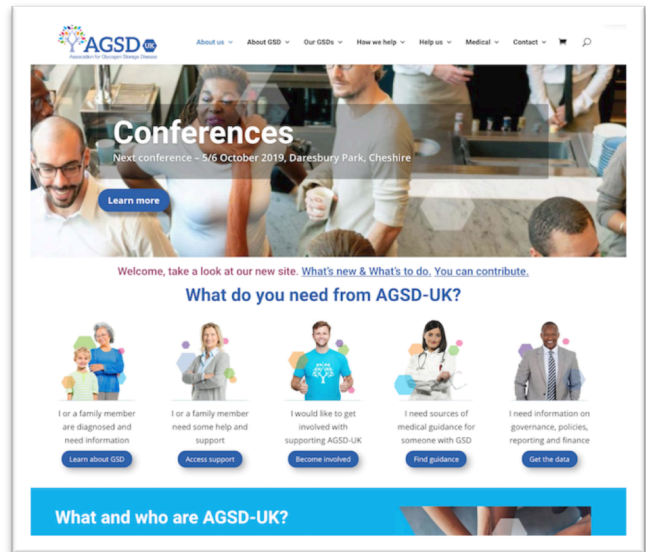 AGSD UK
Association for Glycogen Storage Disease
About us About GSD Our GSDs How we help Help us Medical Contact
Conferences
Next conference – 5/6 October 2019, Daresbury Park, Cheshire
Learn more
Welcome, take a look at our new site. What's new & What's to do. You can contribute.
What do you need from AGSD-UK?
I or a family member
are diagnosed and
need information
Learn about GSD
I or a family member
need some help and
support
Access support
I would like to get
involved with
supporting AGSD-UK
Become involved
I need sources of
medical guidance for
someone with GSD
Find guidance
I need information on
governance, policies,
reporting and finance
Get the data
What and who are AGSD-UK?